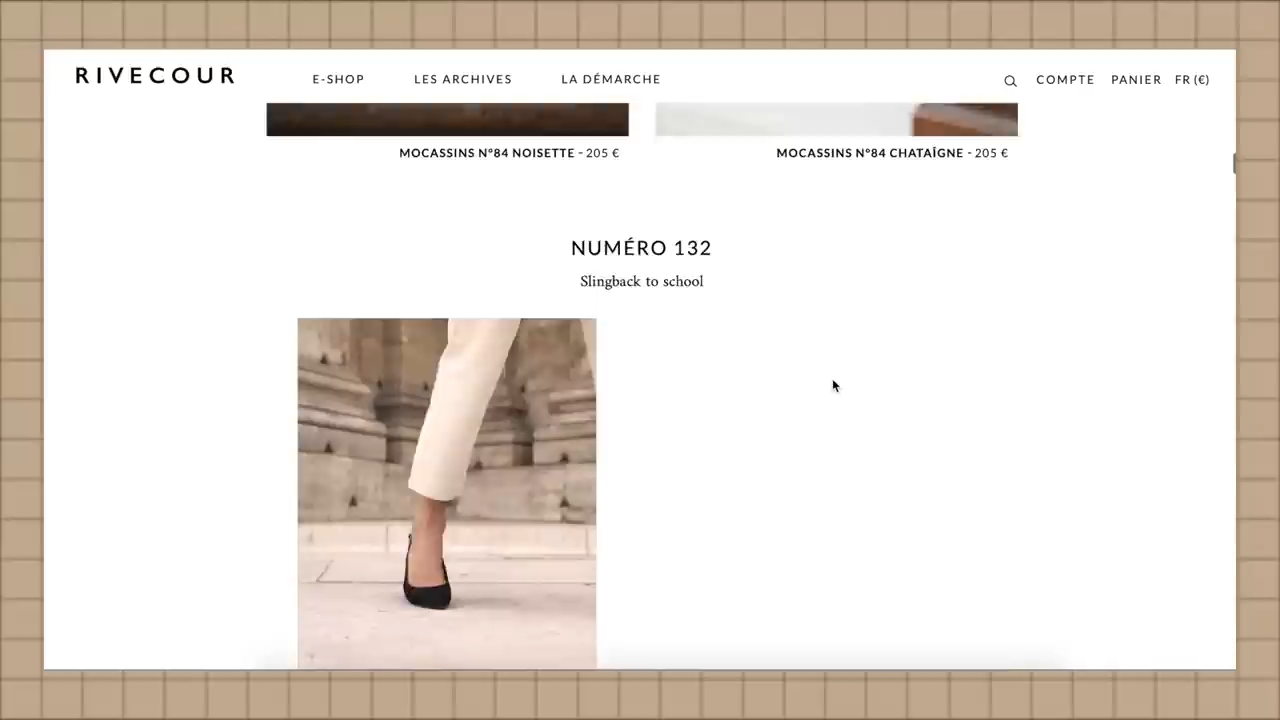 RIVECOUR
E-SHOP LES ARCHIVES LA DÉMARCHE COMPTE PANIER FR (€)
MOCASSINS N°84 NOISETTE - 205 € MOCASSINS N°84 CHATAÎGNE - 205 €
NUMÉRO 132
Slingback to school